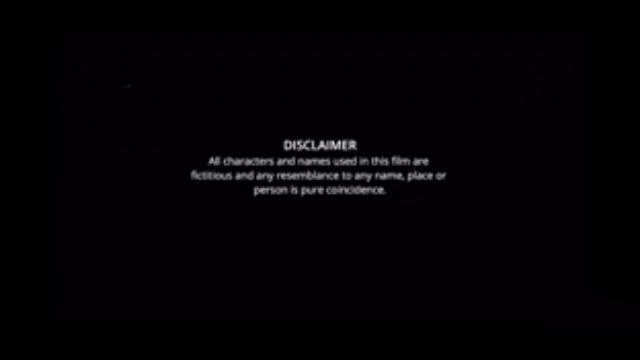 DISCLAIMER
All characters and names used in this film are
fictitious and any resemblance to any name, place or
person is pure coincidence.